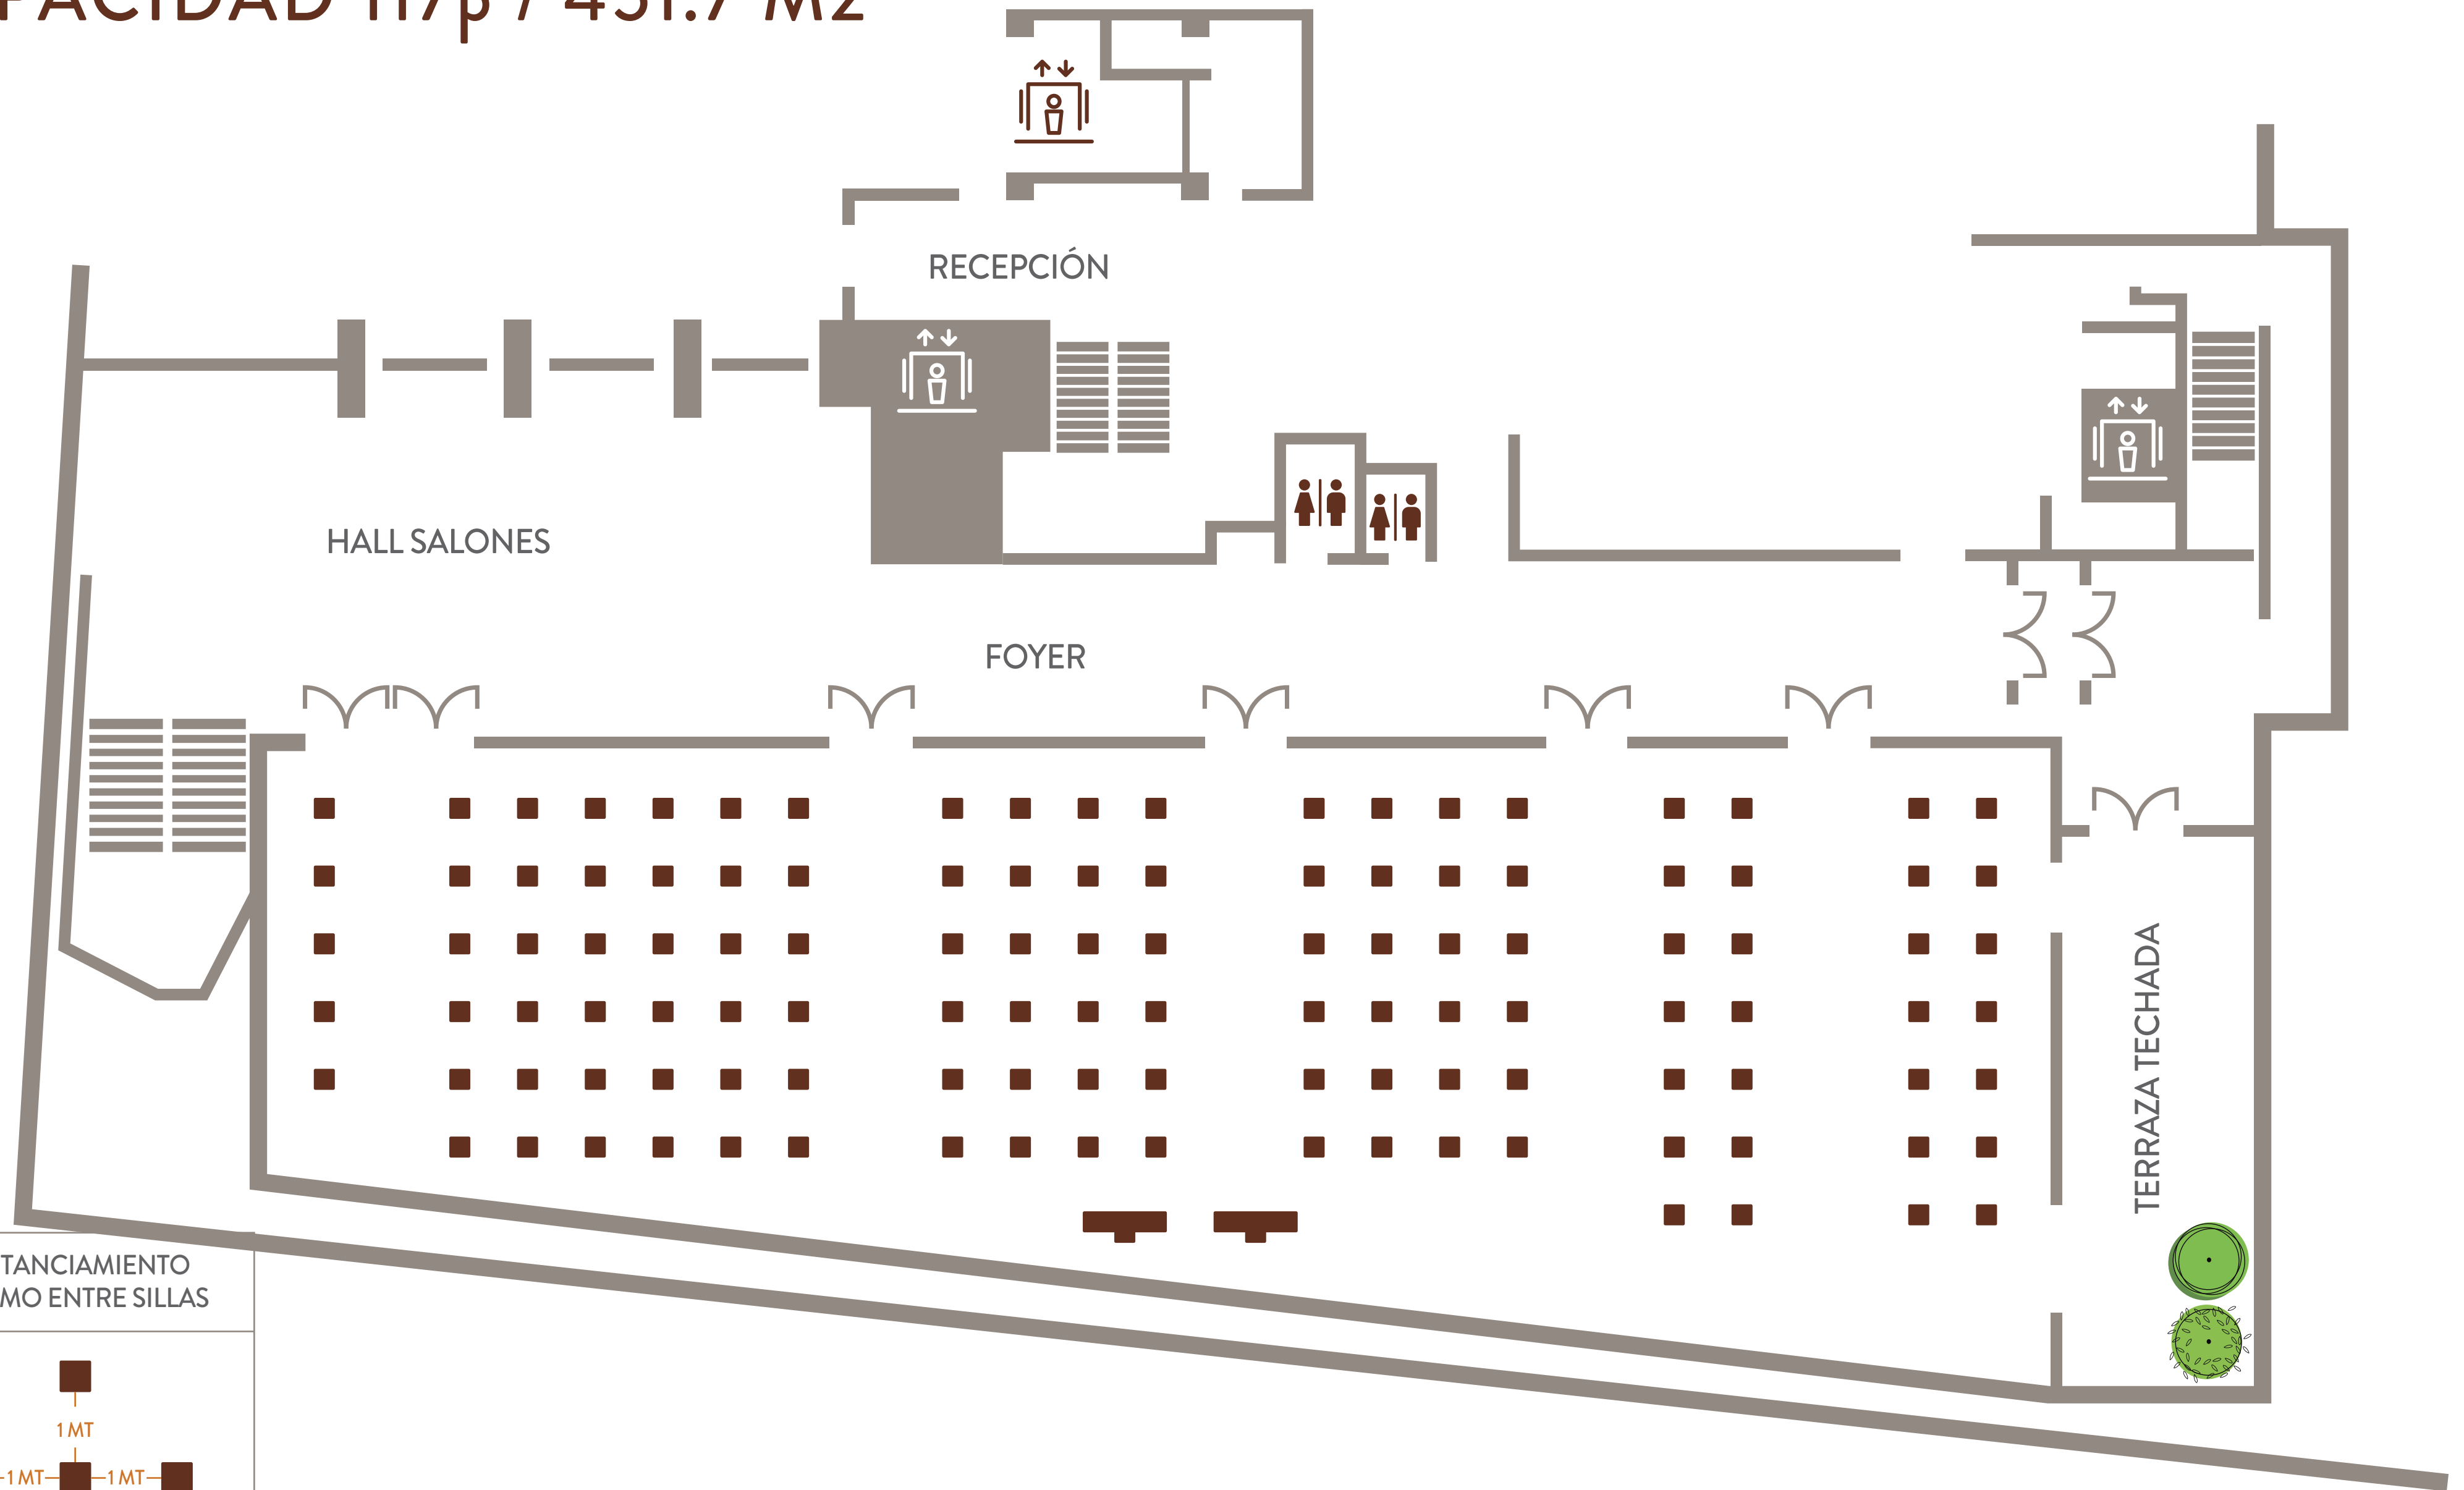 RECEPCIÓN
HALL SALONES
FOYER
TERRAZA TECHADA
TANCIAMIENTO
MO ENTRE SILLAS
1 MT
1 MT
1 MT